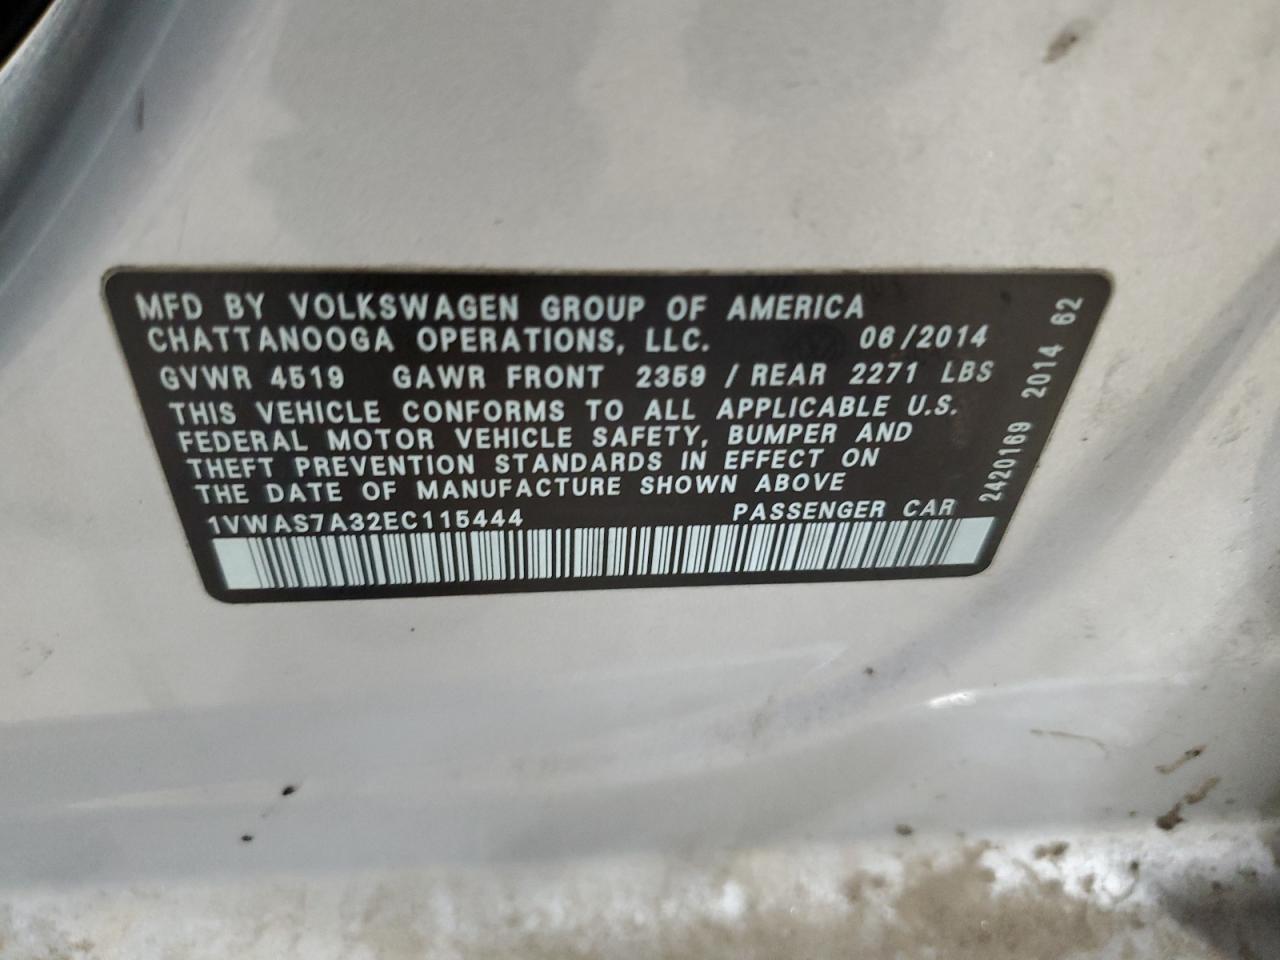 MFD BY VOLKSWAGEN GROUP OF AMERICA
CHATTANOOGA OPERATIONS, LLC. 06/2014
GVWR 4519 GAWR FRONT 2359 / REAR 2271 LBS
THIS VEHICLE CONFORMS TO ALL APPLICABLE U.S.
FEDERAL MOTOR VEHICLE SAFETY, BUMPER AND
THEFT PREVENTION STANDARDS IN EFFECT ON
THE DATE OF MANUFACTURE SHOWN ABOVE
1VWAS7A32EC115444 PASSENGER CAR
2420169 2014 62